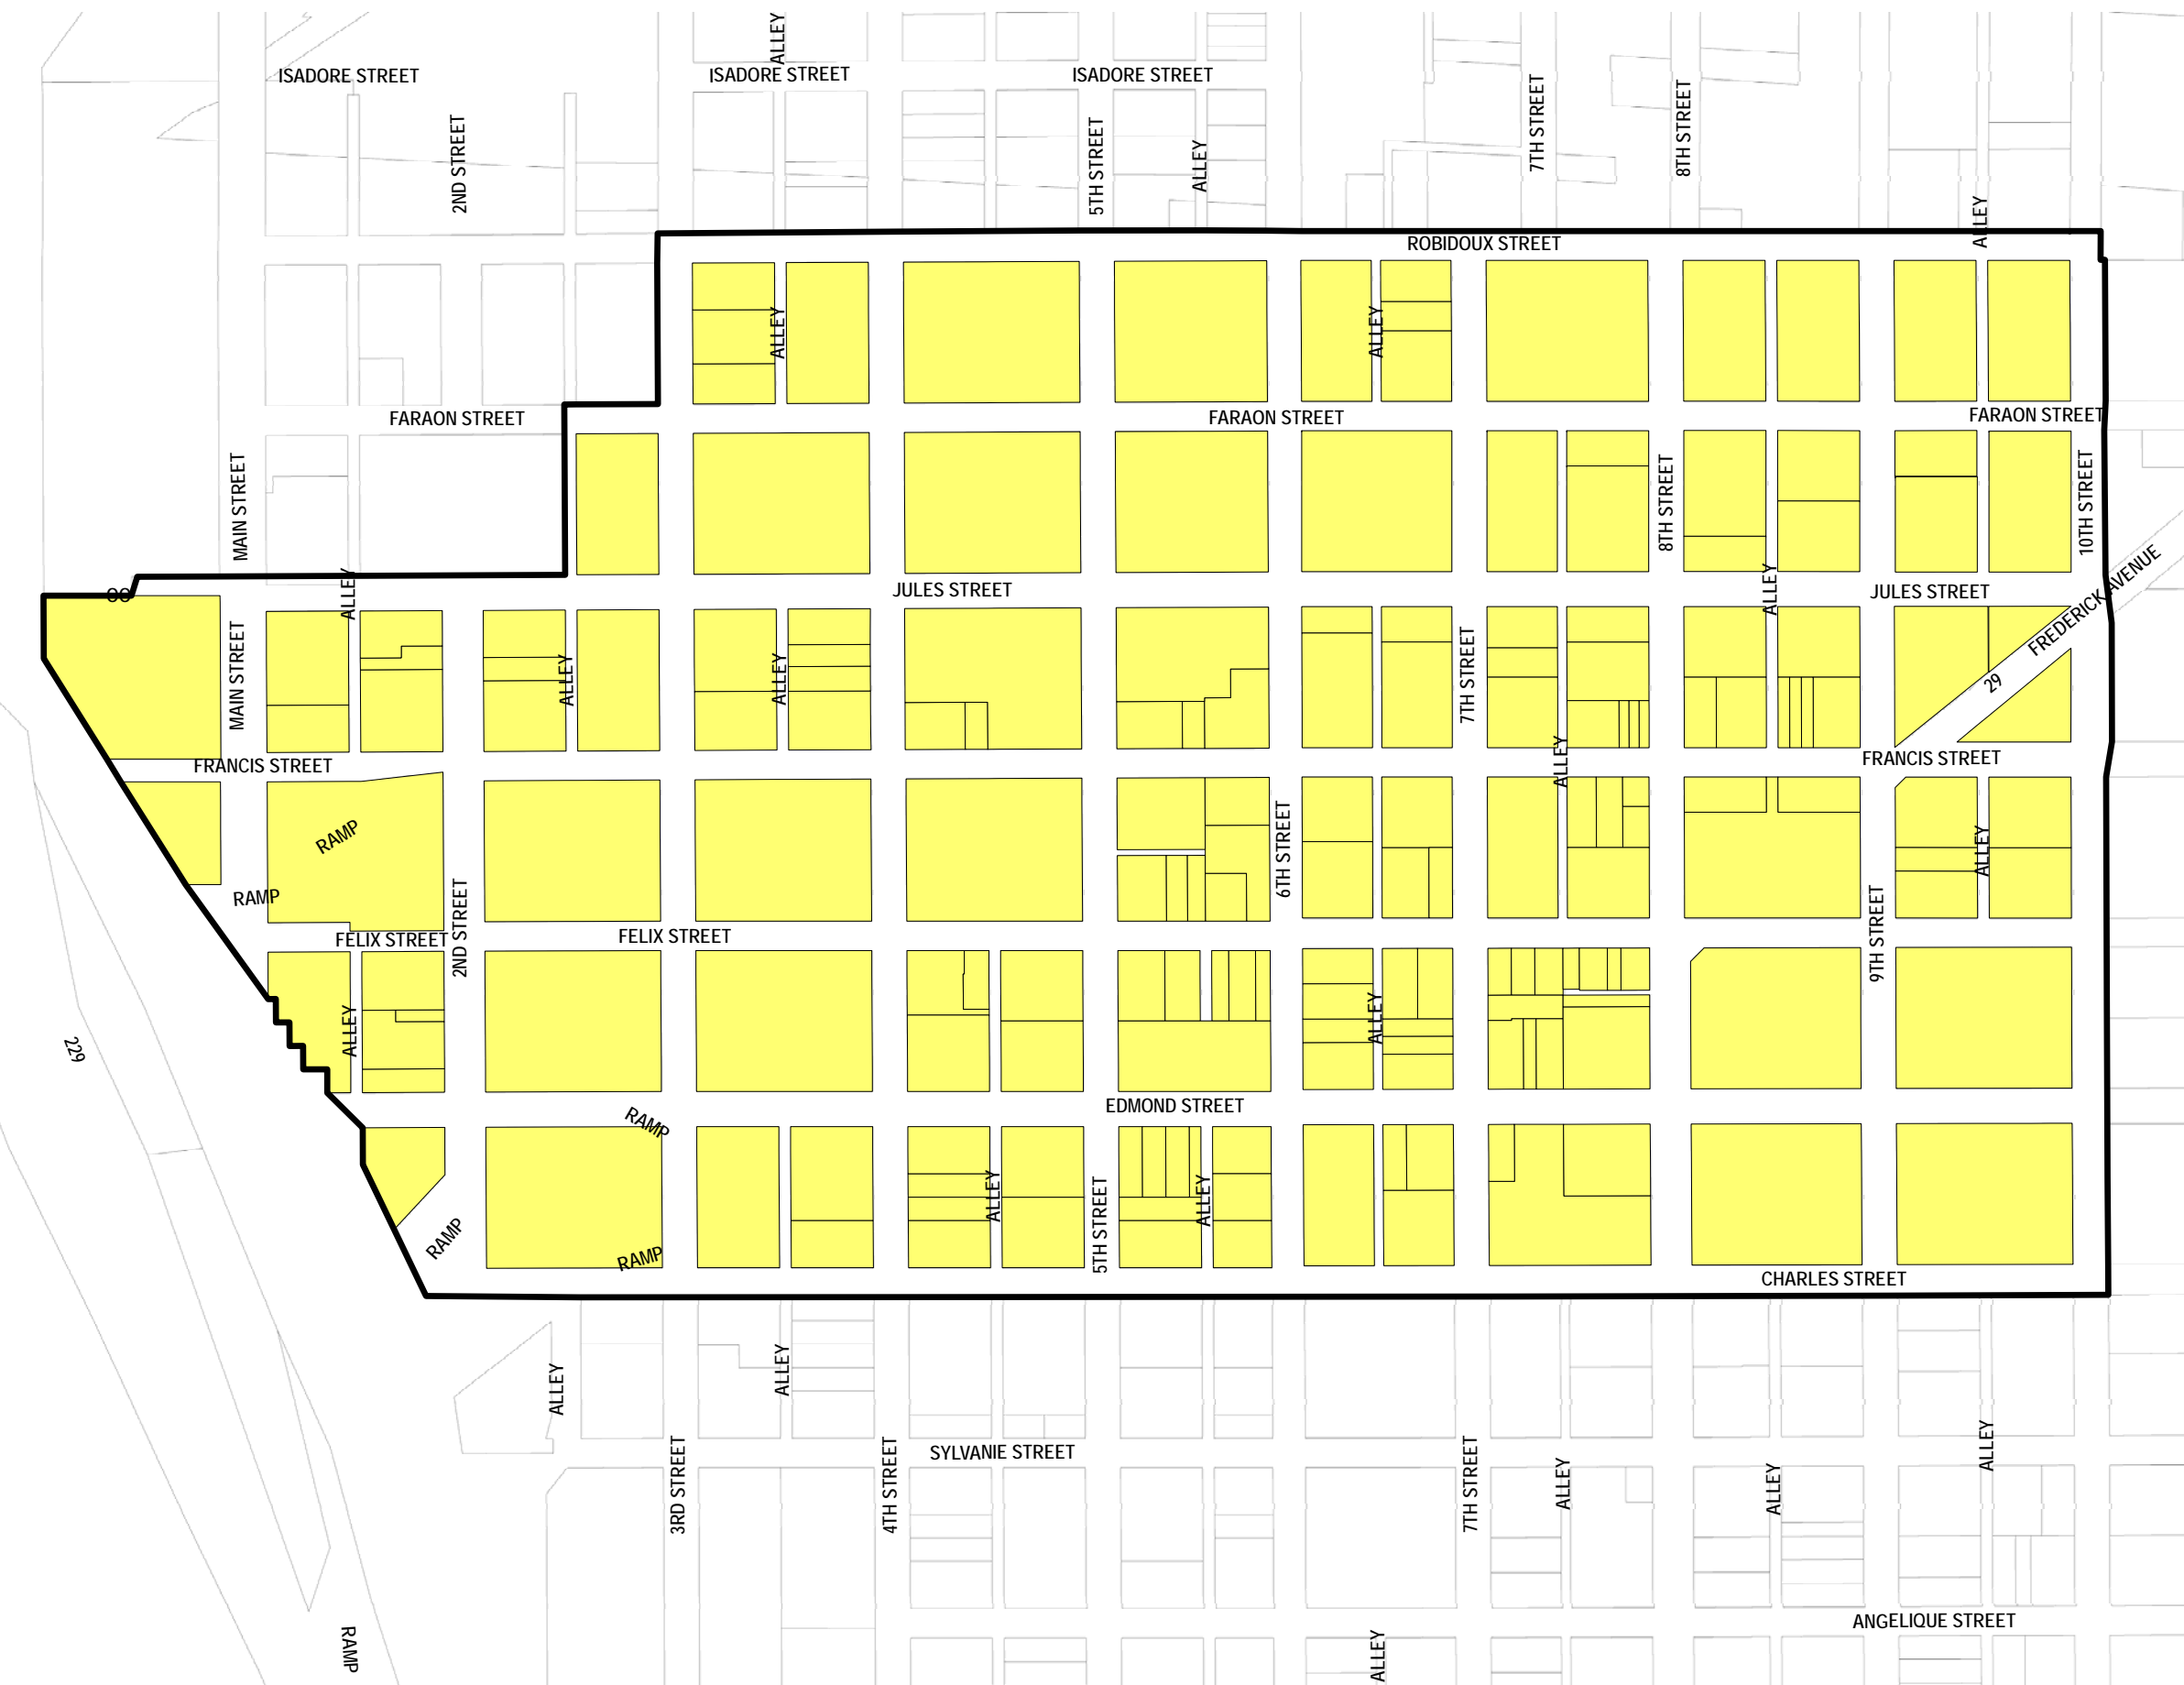 ALLEY
ISADORE STREET
ISADORE STREET
ISADORE STREET
7TH STREET
8TH STREET
2ND STREET
5TH STREET
ALLEY
ALLEY
ROBIDOUX STREET
ALLEY
ALLEY
FARAON STREET
FARAON STREET
FARAON STREET
MAIN STREET
8TH STREET
10TH STREET
ALLEY
JULES STREET
ALLEY
JULES STREET
FREDERICK AVENUE
MAIN STREET
ALLEY
ALLEY
7TH STREET
29
FRANCIS STREET
ALLEY
FRANCIS STREET
RAMP
6TH STREET
ALLEY
RAMP
2ND STREET
FELIX STREET
FELIX STREET
9TH STREET
229
ALLEY
ALLEY
EDMOND STREET
RAMP
ALLEY
ALLEY
5TH STREET
RAMP
RAMP
CHARLES STREET
ALLEY
ALLEY
SYLVANIE STREET
ALLEY
3RD STREET
4TH STREET
7TH STREET
ALLEY
ALLEY
ANGELIQUE STREET
RAMP
ALLEY